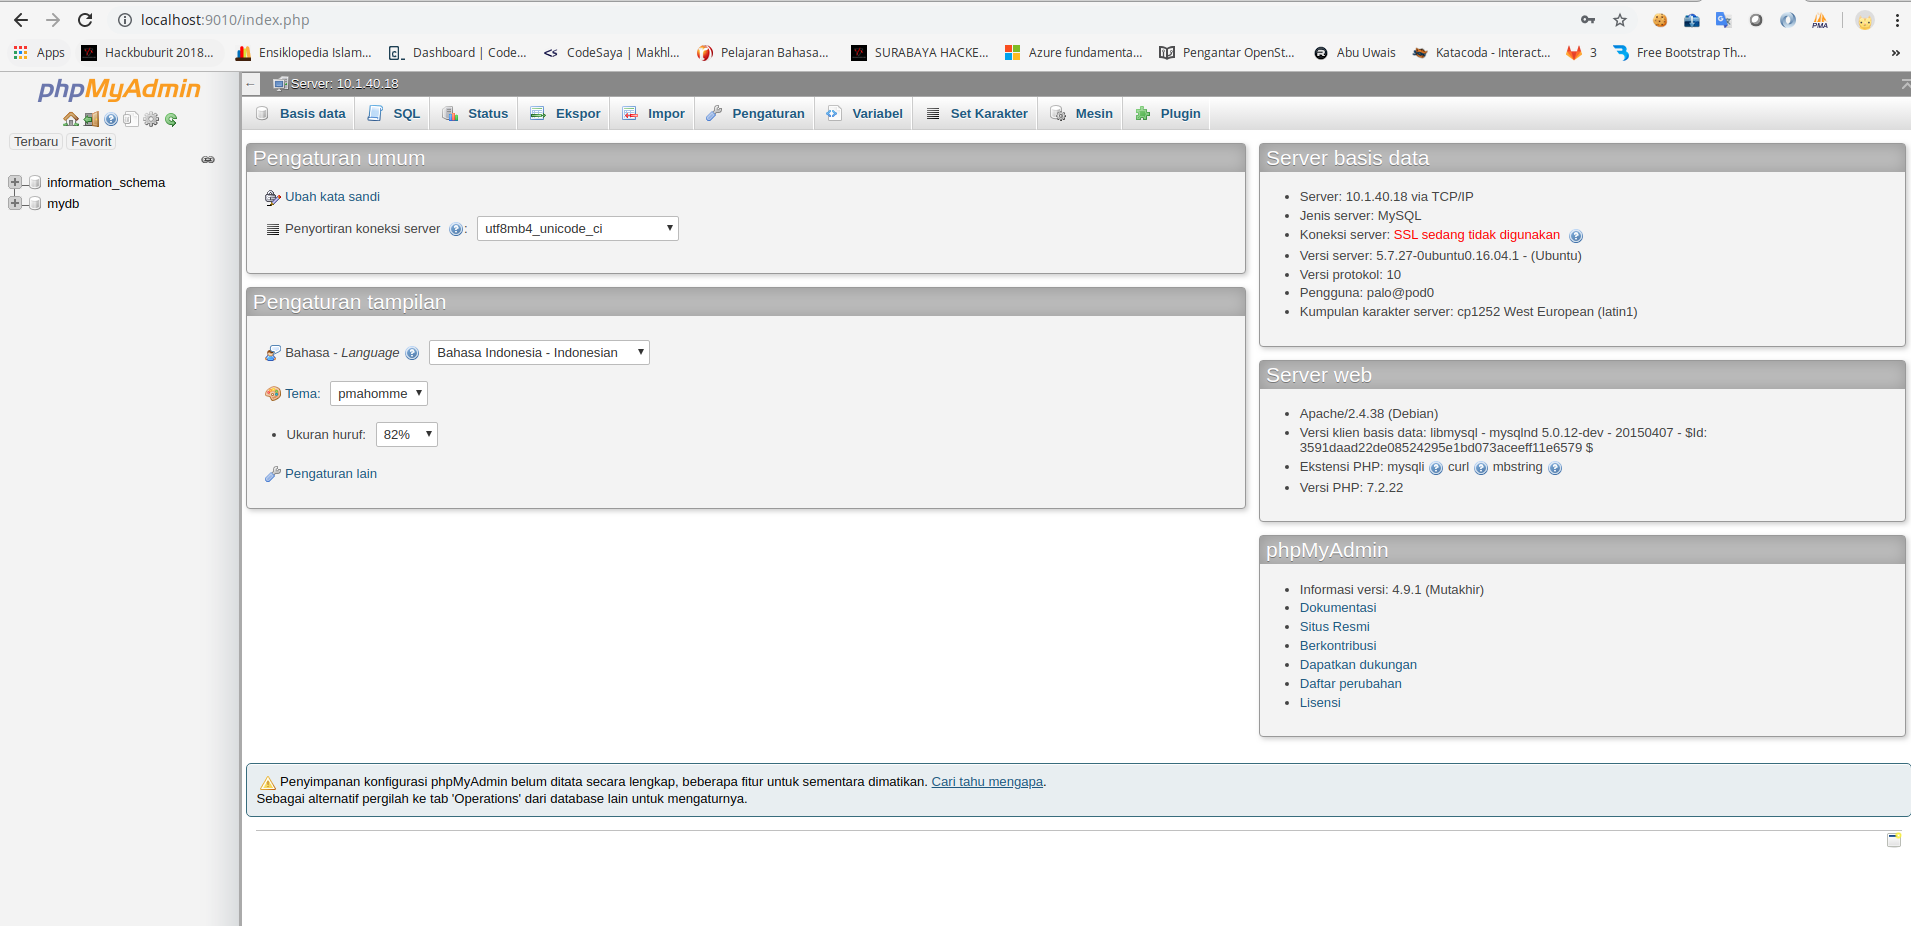 localhost:9010/index.php
Apps Hackbuburit 2018... Ensiklopedia Islam... Dashboard | Code... CodeSaya | Makhl... Pelajaran Bahasa... SURABAYA HACKE... Azure fundamenta... Pengantar OpenSt... Abu Uwais Katacoda - Interact... 3 Free Bootstrap Th... »
phpMyAdmin
Terbaru Favorit
information_schema
mydb
Server: 10.1.40.18
Basis data SQL Status Ekspor Impor Pengaturan Variabel Set Karakter Mesin Plugin
Pengaturan umum
Ubah kata sandi
Penyortiran koneksi server : utf8mb4_unicode_ci
Pengaturan tampilan
Bahasa - Language Bahasa Indonesia - Indonesian
Tema: pmahomme
• Ukuran huruf: 82%
Pengaturan lain
Server basis data
• Server: 10.1.40.18 via TCP/IP
• Jenis server: MySQL
• Koneksi server: SSL sedang tidak digunakan
• Versi server: 5.7.27-0ubuntu0.16.04.1 - (Ubuntu)
• Versi protokol: 10
• Pengguna: palo@pod0
• Kumpulan karakter server: cp1252 West European (latin1)
Server web
• Apache/2.4.38 (Debian)
• Versi klien basis data: libmysql - mysqlnd 5.0.12-dev - 20150407 - $Id:
3591daad22de08524295e1bd073aceeff11e6579 $
• Ekstensi PHP: mysqli curl mbstring
• Versi PHP: 7.2.22
phpMyAdmin
• Informasi versi: 4.9.1 (Mutakhir)
• Dokumentasi
• Situs Resmi
• Berkontribusi
• Dapatkan dukungan
• Daftar perubahan
• Lisensi
Penyimpanan konfigurasi phpMyAdmin belum ditata secara lengkap, beberapa fitur untuk sementara dimatikan. Cari tahu mengapa.
Sebagai alternatif pergilah ke tab 'Operations' dari database lain untuk mengaturnya.